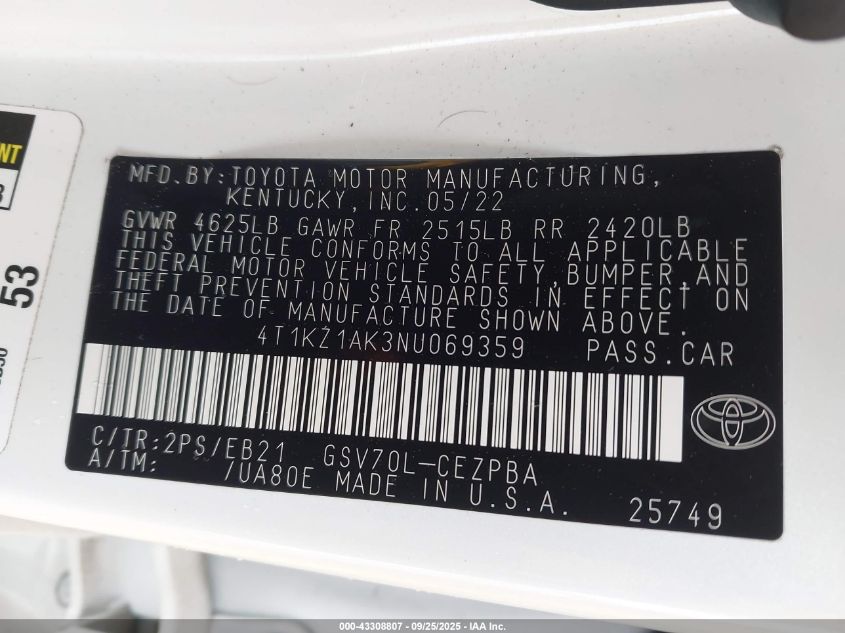 NT
3
53
MFD. BY: TOYOTA MOTOR MANUFACTURING,
KENTUCKY, INC. 05/22
GVWR 4625LB GAWR FR 2515LB RR 2420LB
THIS VEHICLE CONFORMS TO ALL APPLICABLE
FEDERAL MOTOR VEHICLE SAFETY, BUMPER, AND
THEFT PREVENTION STANDARDS IN EFFECT ON
THE DATE OF MANUFACTURE SHOWN ABOVE.
4T1KZ1AK3NU069359 PASS.CAR
C/TR: 2PS/EB21 GSV70L-CEZPBA
A/TM: /UA80E MADE IN U.S.A.
25749
000-43308807 - 09/25/2025 - IAA Inc.